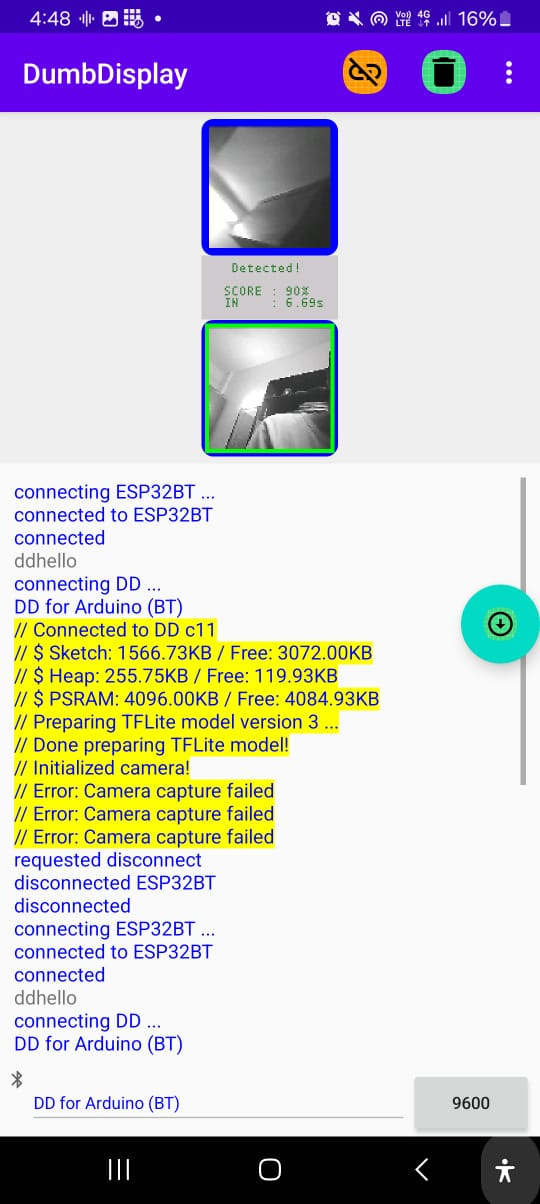 4:48 Vo)) LTE 4G 16%
DumbDisplay
Detected!
SCORE : 90%
IN : 6.69s
connecting ESP32BT ...
connected to ESP32BT
connected
ddhello
connecting DD ...
DD for Arduino (BT)
// Connected to DD c11
// $ Sketch: 1566.73KB / Free: 3072.00KB
// $ Heap: 255.75KB / Free: 119.93KB
// $ PSRAM: 4096.00KB / Free: 4084.93KB
// Preparing TFLite model version 3 ...
// Done preparing TFLite model!
// Initialized camera!
// Error: Camera capture failed
// Error: Camera capture failed
// Error: Camera capture failed
requested disconnect
disconnected ESP32BT
disconnected
connecting ESP32BT ...
connected to ESP32BT
connected
ddhello
connecting DD ...
DD for Arduino (BT)
DD for Arduino (BT)
9600